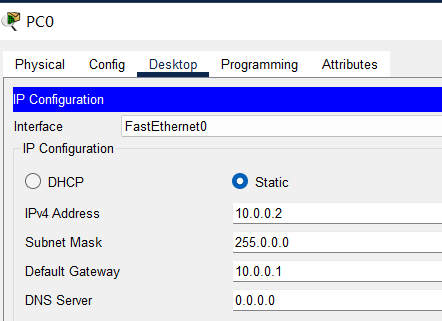 PC0
Physical Config Desktop Programming Attributes
IP Configuration
Interface FastEthernet0
IP Configuration
DHCP Static
IPv4 Address 10.0.0.2
Subnet Mask 255.0.0.0
Default Gateway 10.0.0.1
DNS Server 0.0.0.0